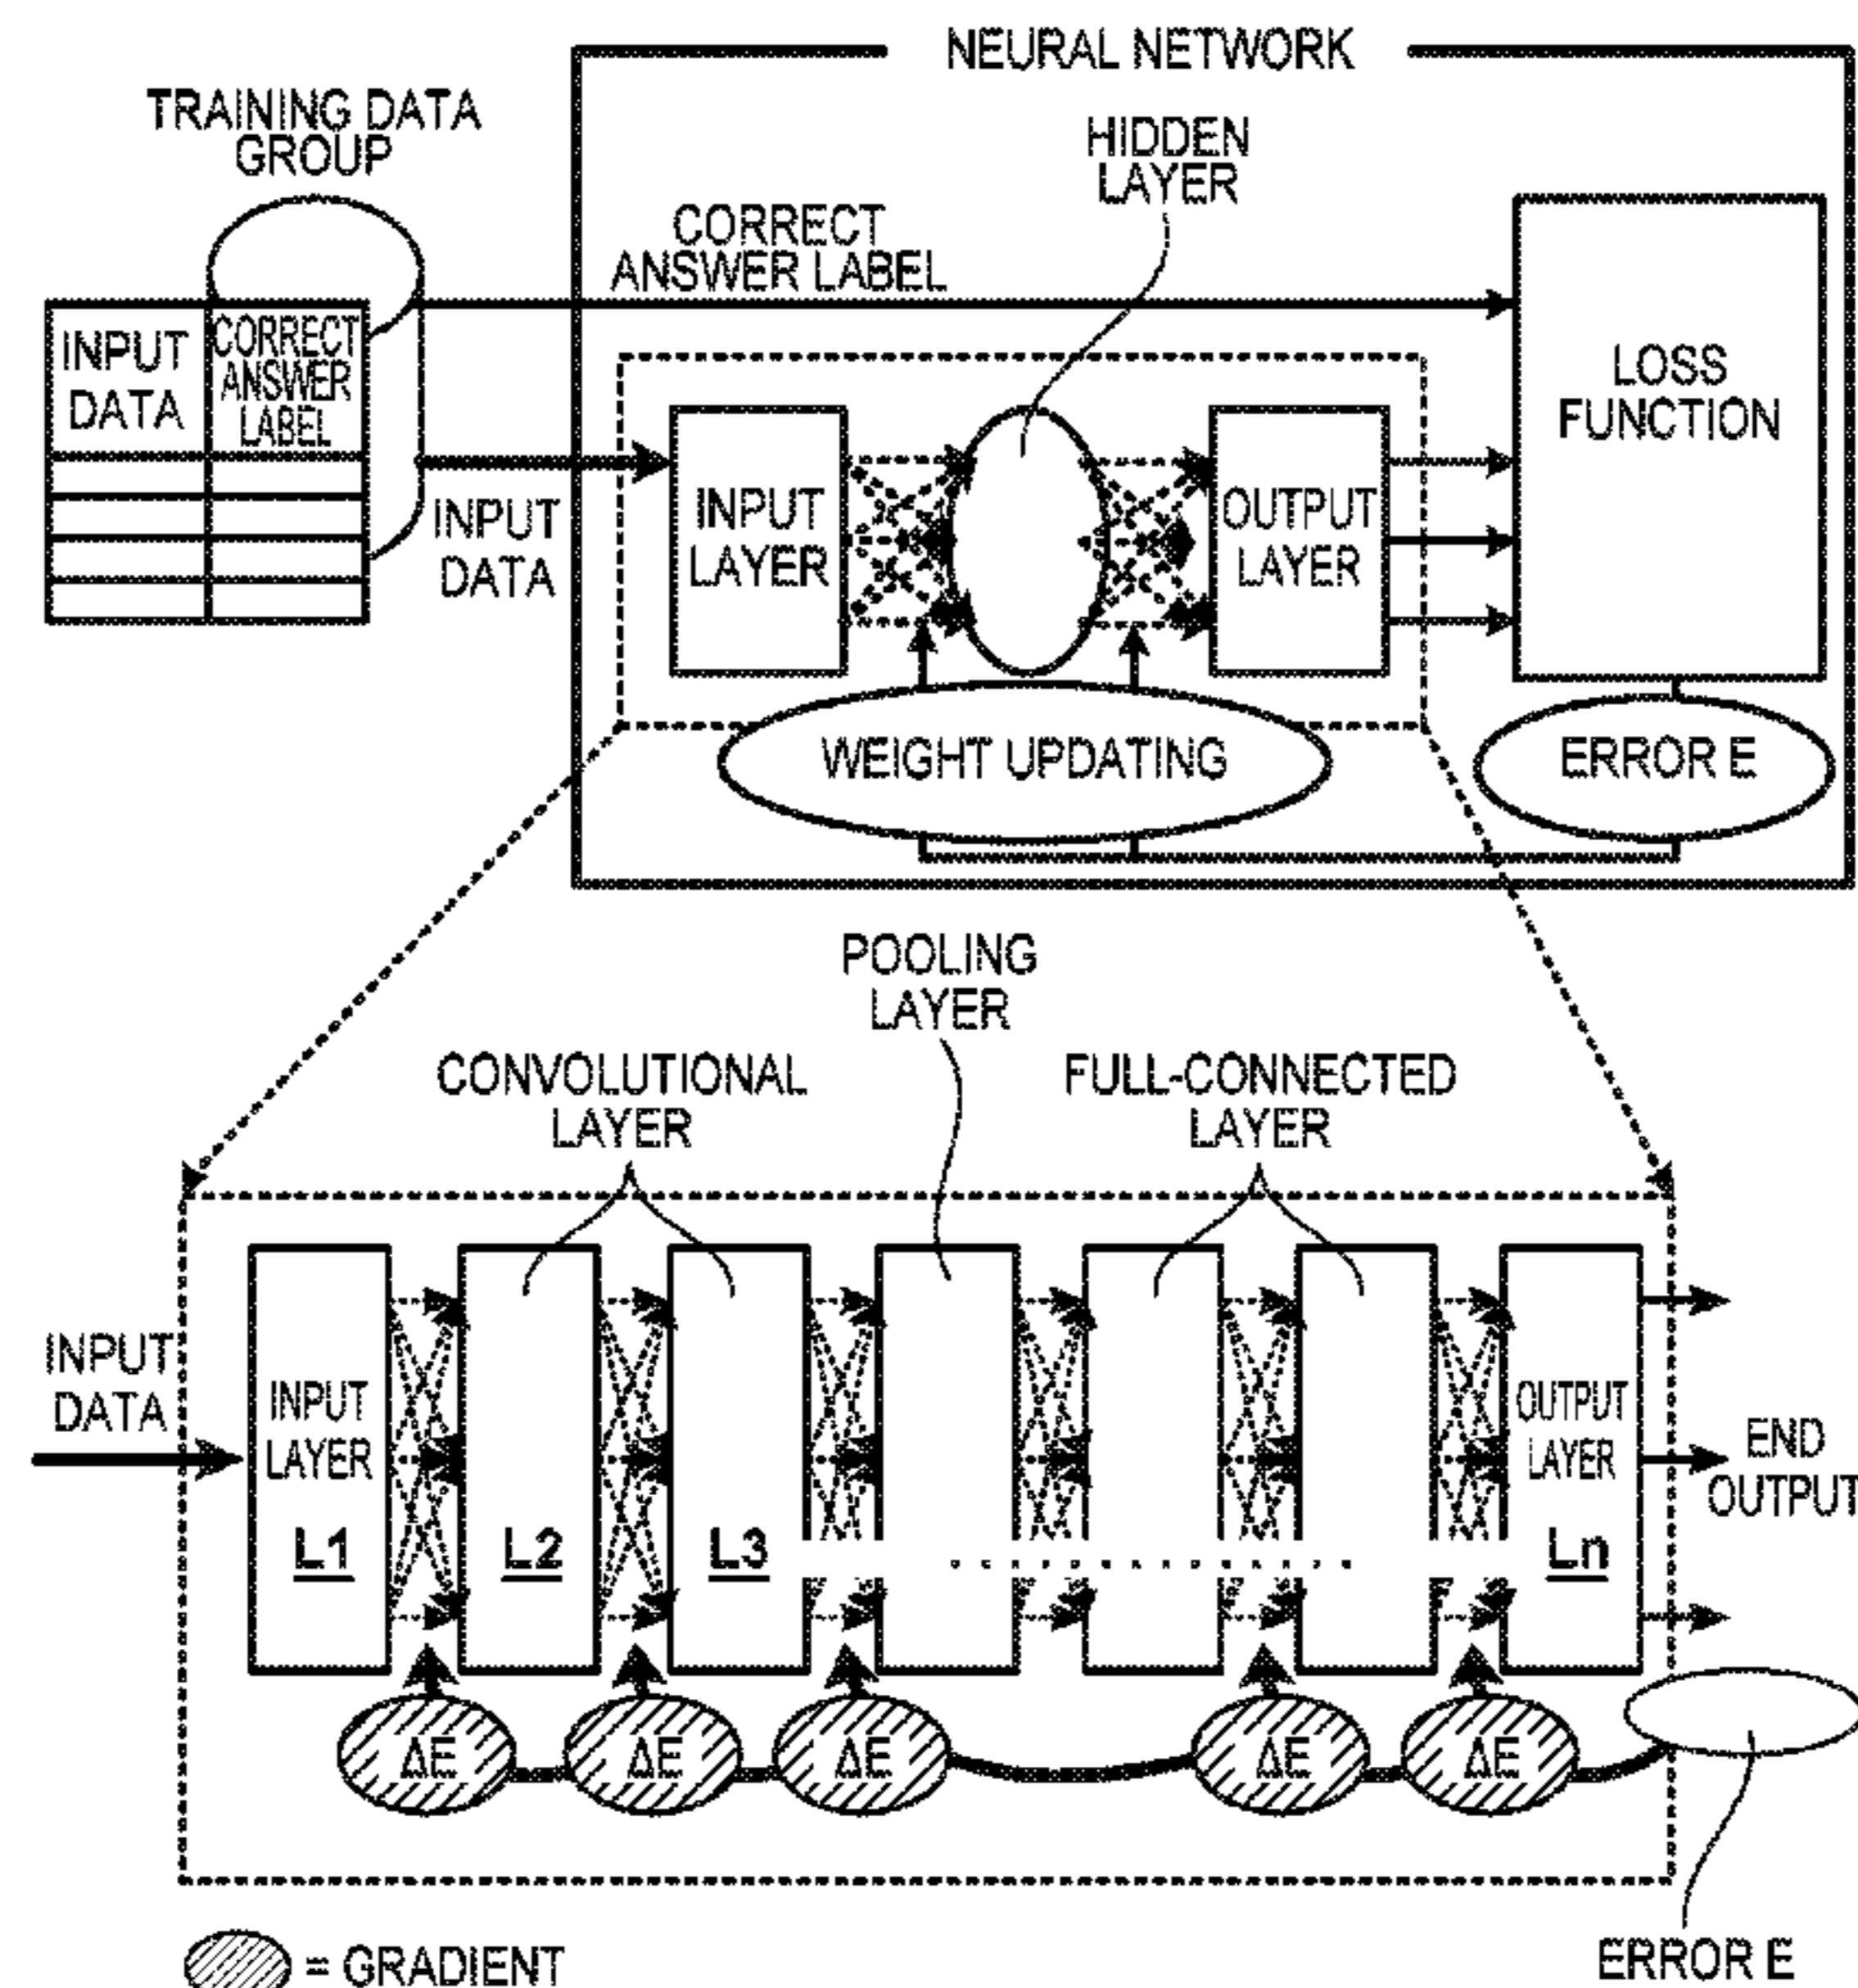 NEURAL NETWORK
TRAINING DATA
GROUP
HIDDEN
LAYER
CORRECT
ANSWER LABEL
INPUT
DATA
CORRECT
ANSWER
LABEL
INPUT
DATA
INPUT
LAYER
OUTPUT
LAYER
LOSS
FUNCTION
WEIGHT UPDATING
ERROR E
POOLING
LAYER
CONVOLUTIONAL
LAYER
FULL-CONNECTED
LAYER
INPUT
DATA
INPUT
LAYER
L1
L2
L3
OUTPUT
LAYER
Ln
END
OUTPUT
ΔE
ΔE
ΔE
ΔE
ΔE
ERROR E
= GRADIENT